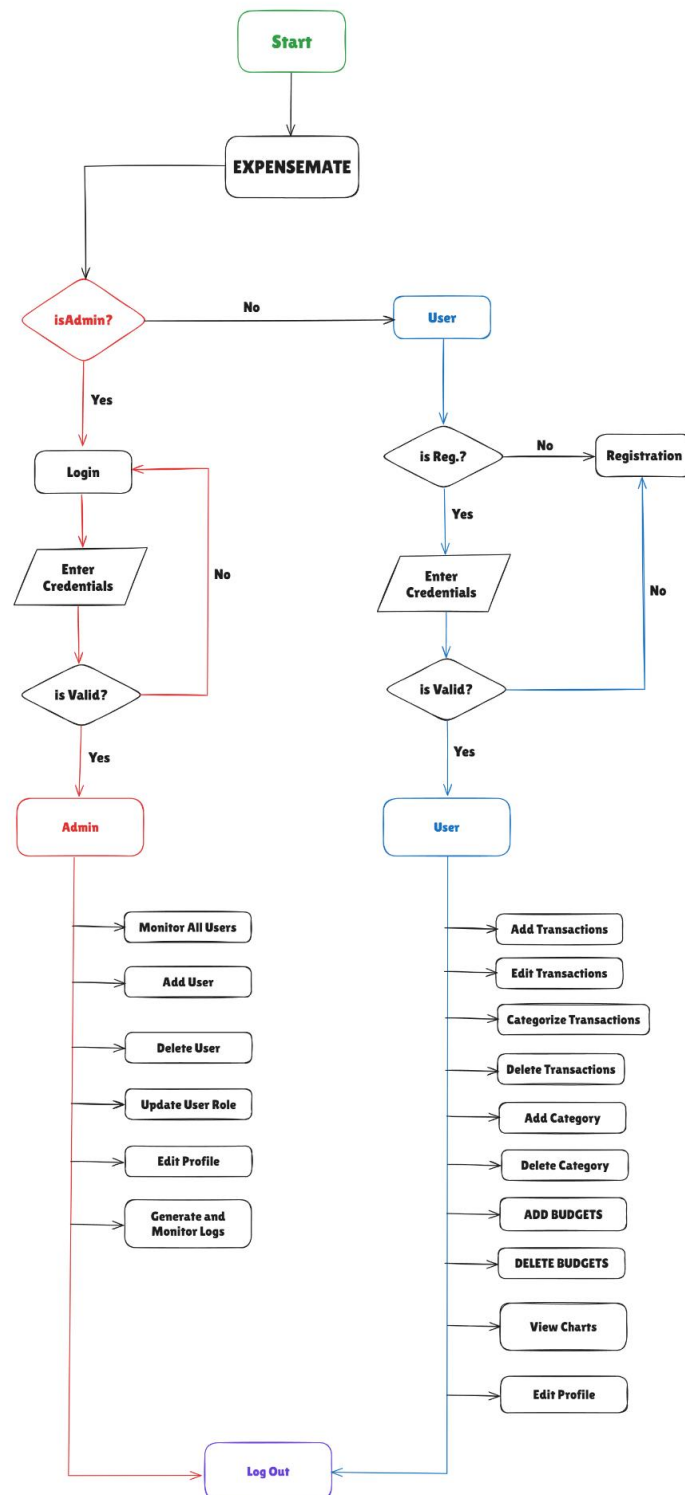 Start
EXPENSEMATE
isAdmin?
No
User
Yes
Login
Enter
Credentials
No
is Valid?
Yes
Admin
Monitor All Users
Add User
Delete User
Update User Role
Edit Profile
Generate and
Monitor Logs
is Reg.?
No
Registration
Yes
Enter
Credentials
No
is Valid?
Yes
User
Add Transactions
Edit Transactions
Categorize Transactions
Delete Transactions
Add Category
Delete Category
ADD BUDGETS
DELETE BUDGETS
View Charts
Edit Profile
Log Out